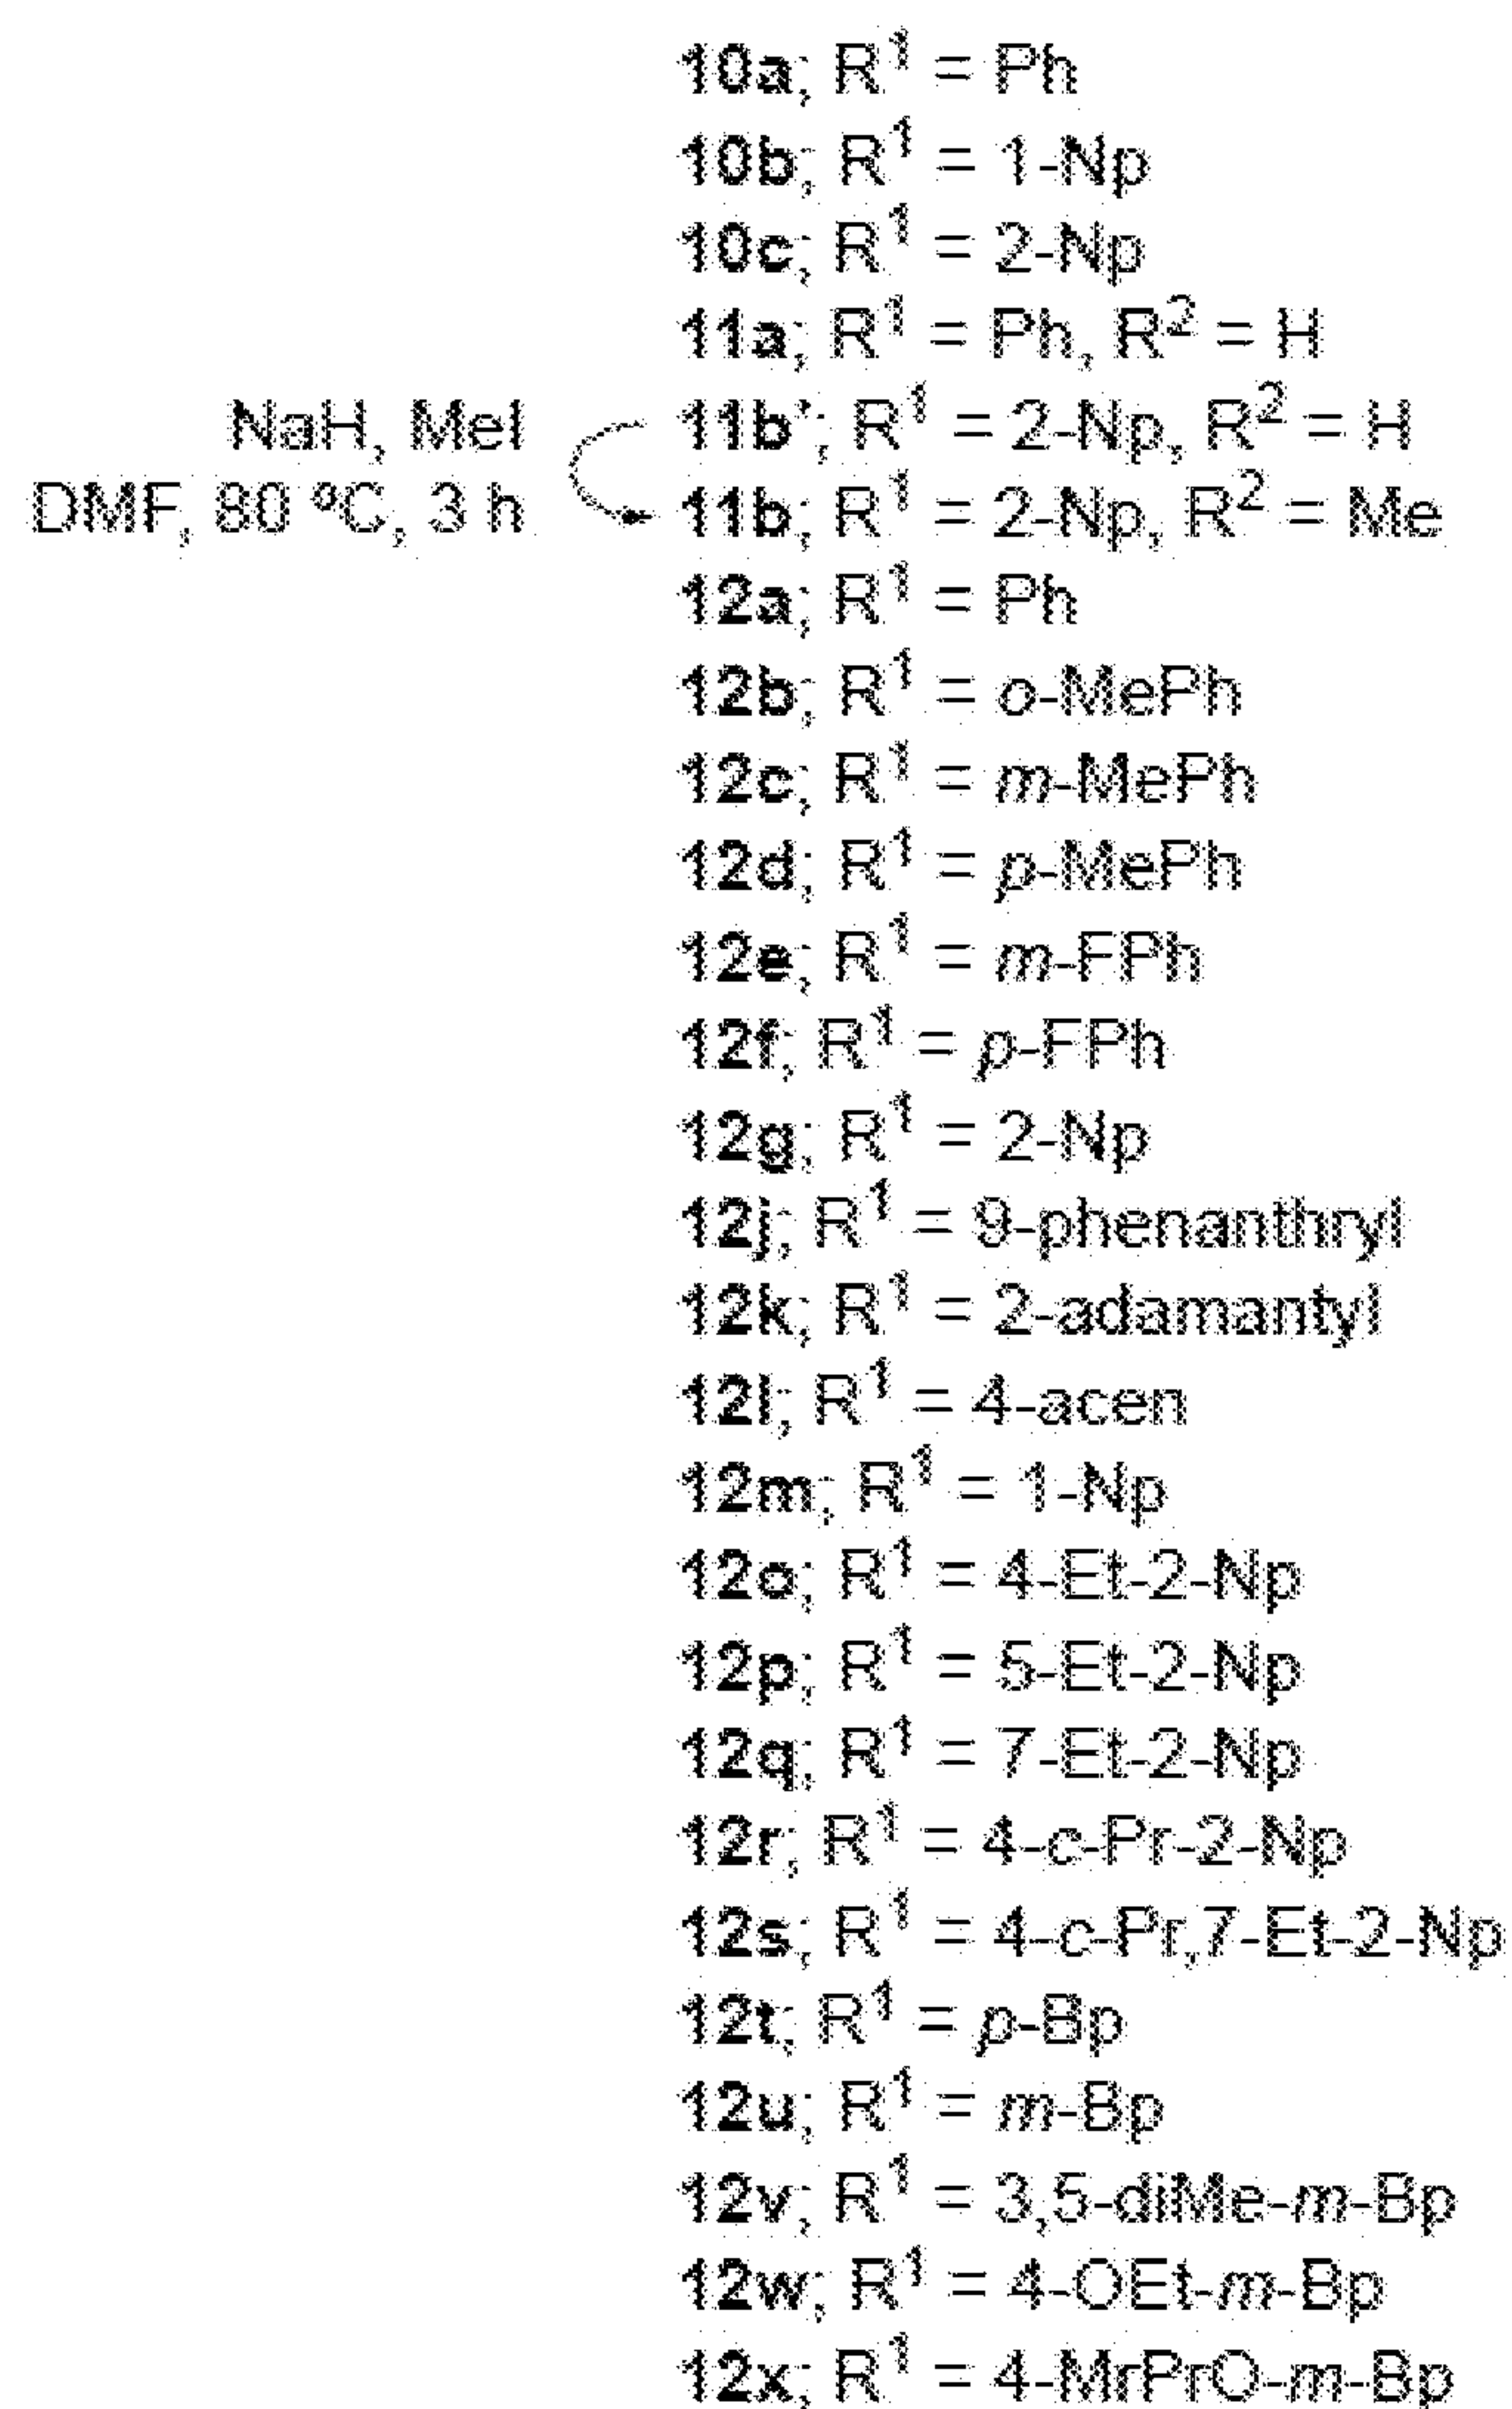 10a; R¹ = Ph
10b; R¹ = 1-Np
10c; R¹ = 2-Np
11a; R¹ = Ph, R² = H
NaH, MeI
11b'; R¹ = 2-Np, R² = H
DMF, 80 ºC, 3 h
11b; R¹ = 2-Np, R² = Me
12a; R¹ = Ph
12b; R¹ = o-MePh
12c; R¹ = m-MePh
12d; R¹ = p-MePh
12e; R¹ = m-FPh
12f; R¹ = p-FPh
12g; R¹ = 2-Np
12j; R¹ = 9-phenanthryl
12k; R¹ = 2-adamantyl
12l; R¹ = 4-acen
12m; R¹ = 1-Np
12o; R¹ = 4-Et-2-Np
12p; R¹ = 5-Et-2-Np
12q; R¹ = 7-Et-2-Np
12r; R¹ = 4-c-Pr-2-Np
12s; R¹ = 4-c-Pr,7-Et-2-Np
12t; R¹ = p-Bp
12u; R¹ = m-Bp
12v; R¹ = 3,5-diMe-m-Bp
12w; R¹ = 4-OEt-m-Bp
12x; R¹ = 4-MrPrO-m-Bp